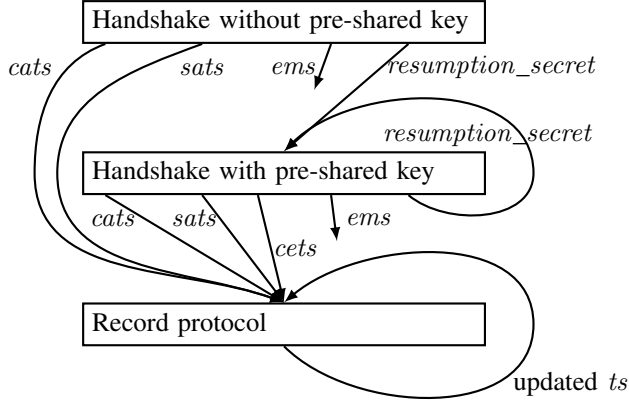 Handshake without pre-shared key
cats sats ems resumption_secret
resumption_secret
Handshake with pre-shared key
cats sats ems
cets
Record protocol
updated ts